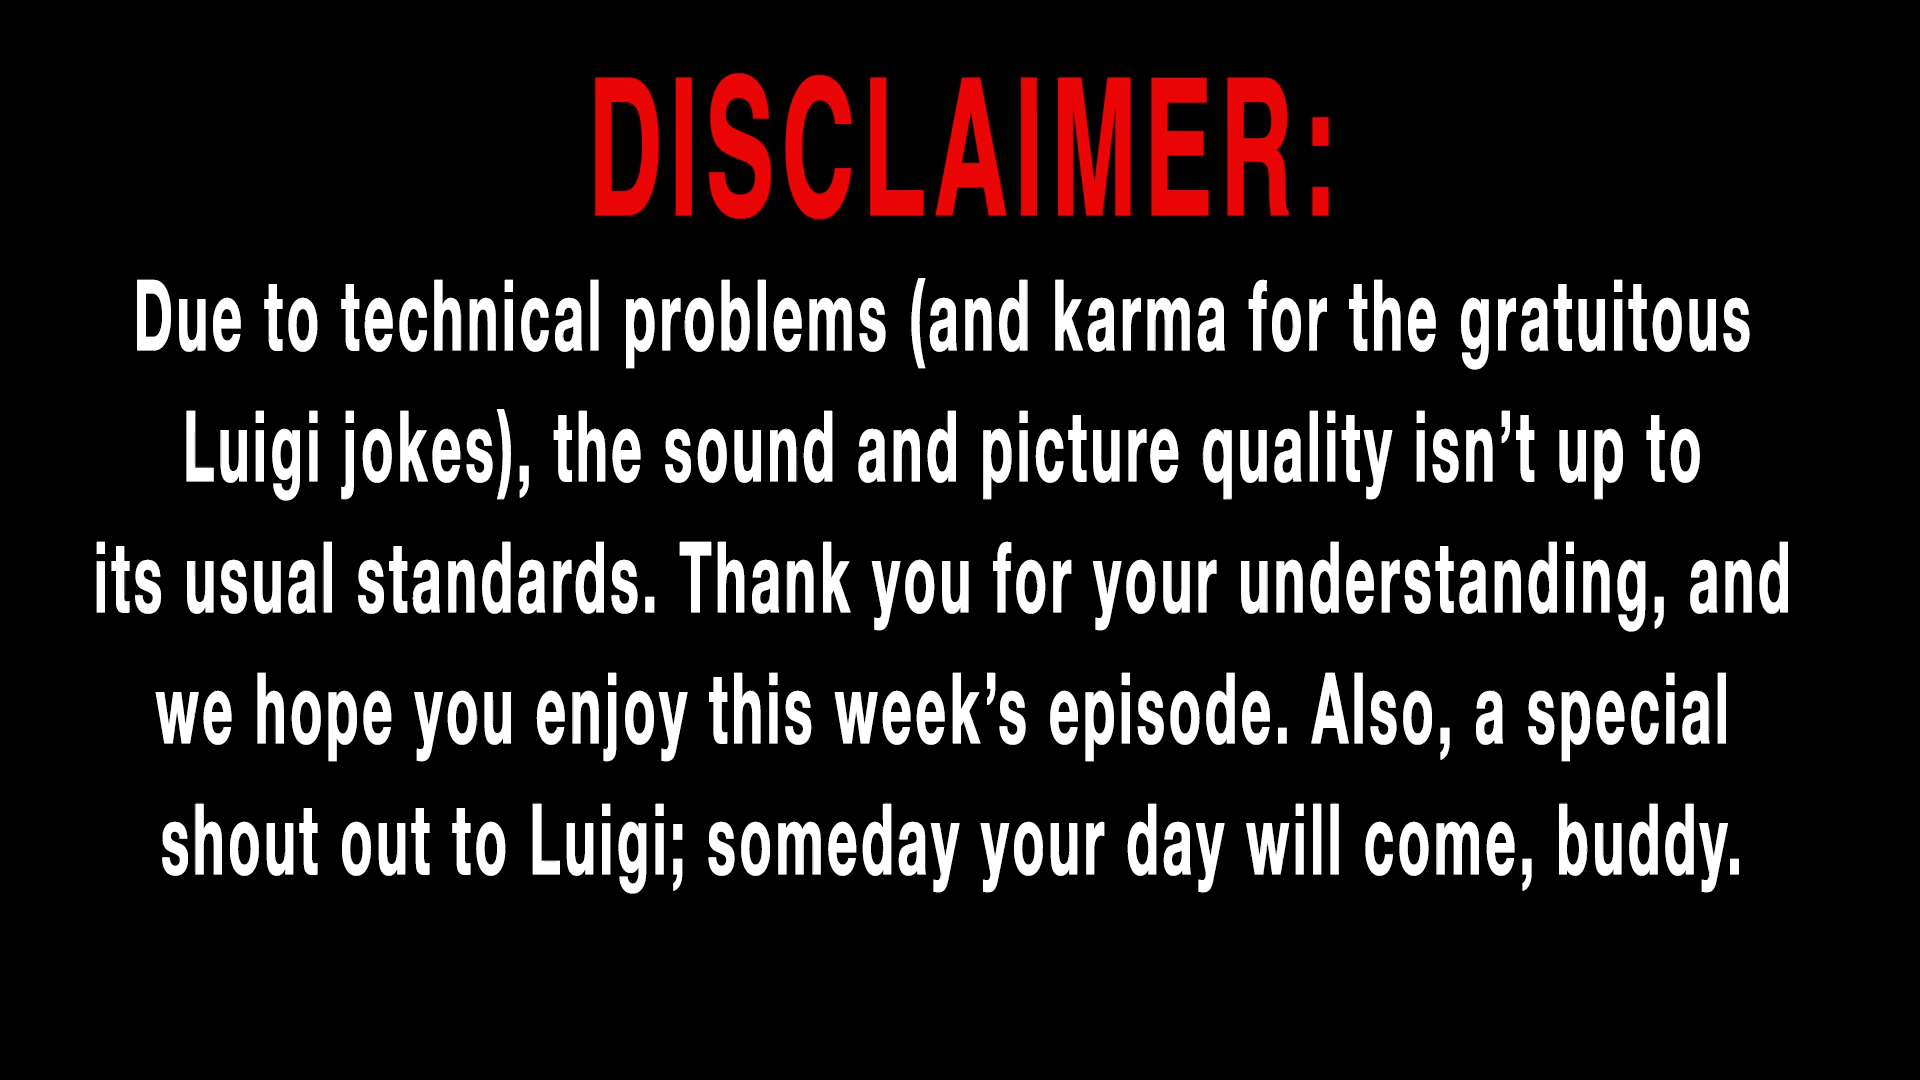 DISCLAIMER:
Due to technical problems (and karma for the gratuitous
Luigi jokes), the sound and picture quality isn’t up to
its usual standards. Thank you for your understanding, and
we hope you enjoy this week’s episode. Also, a special
shout out to Luigi; someday your day will come, buddy.